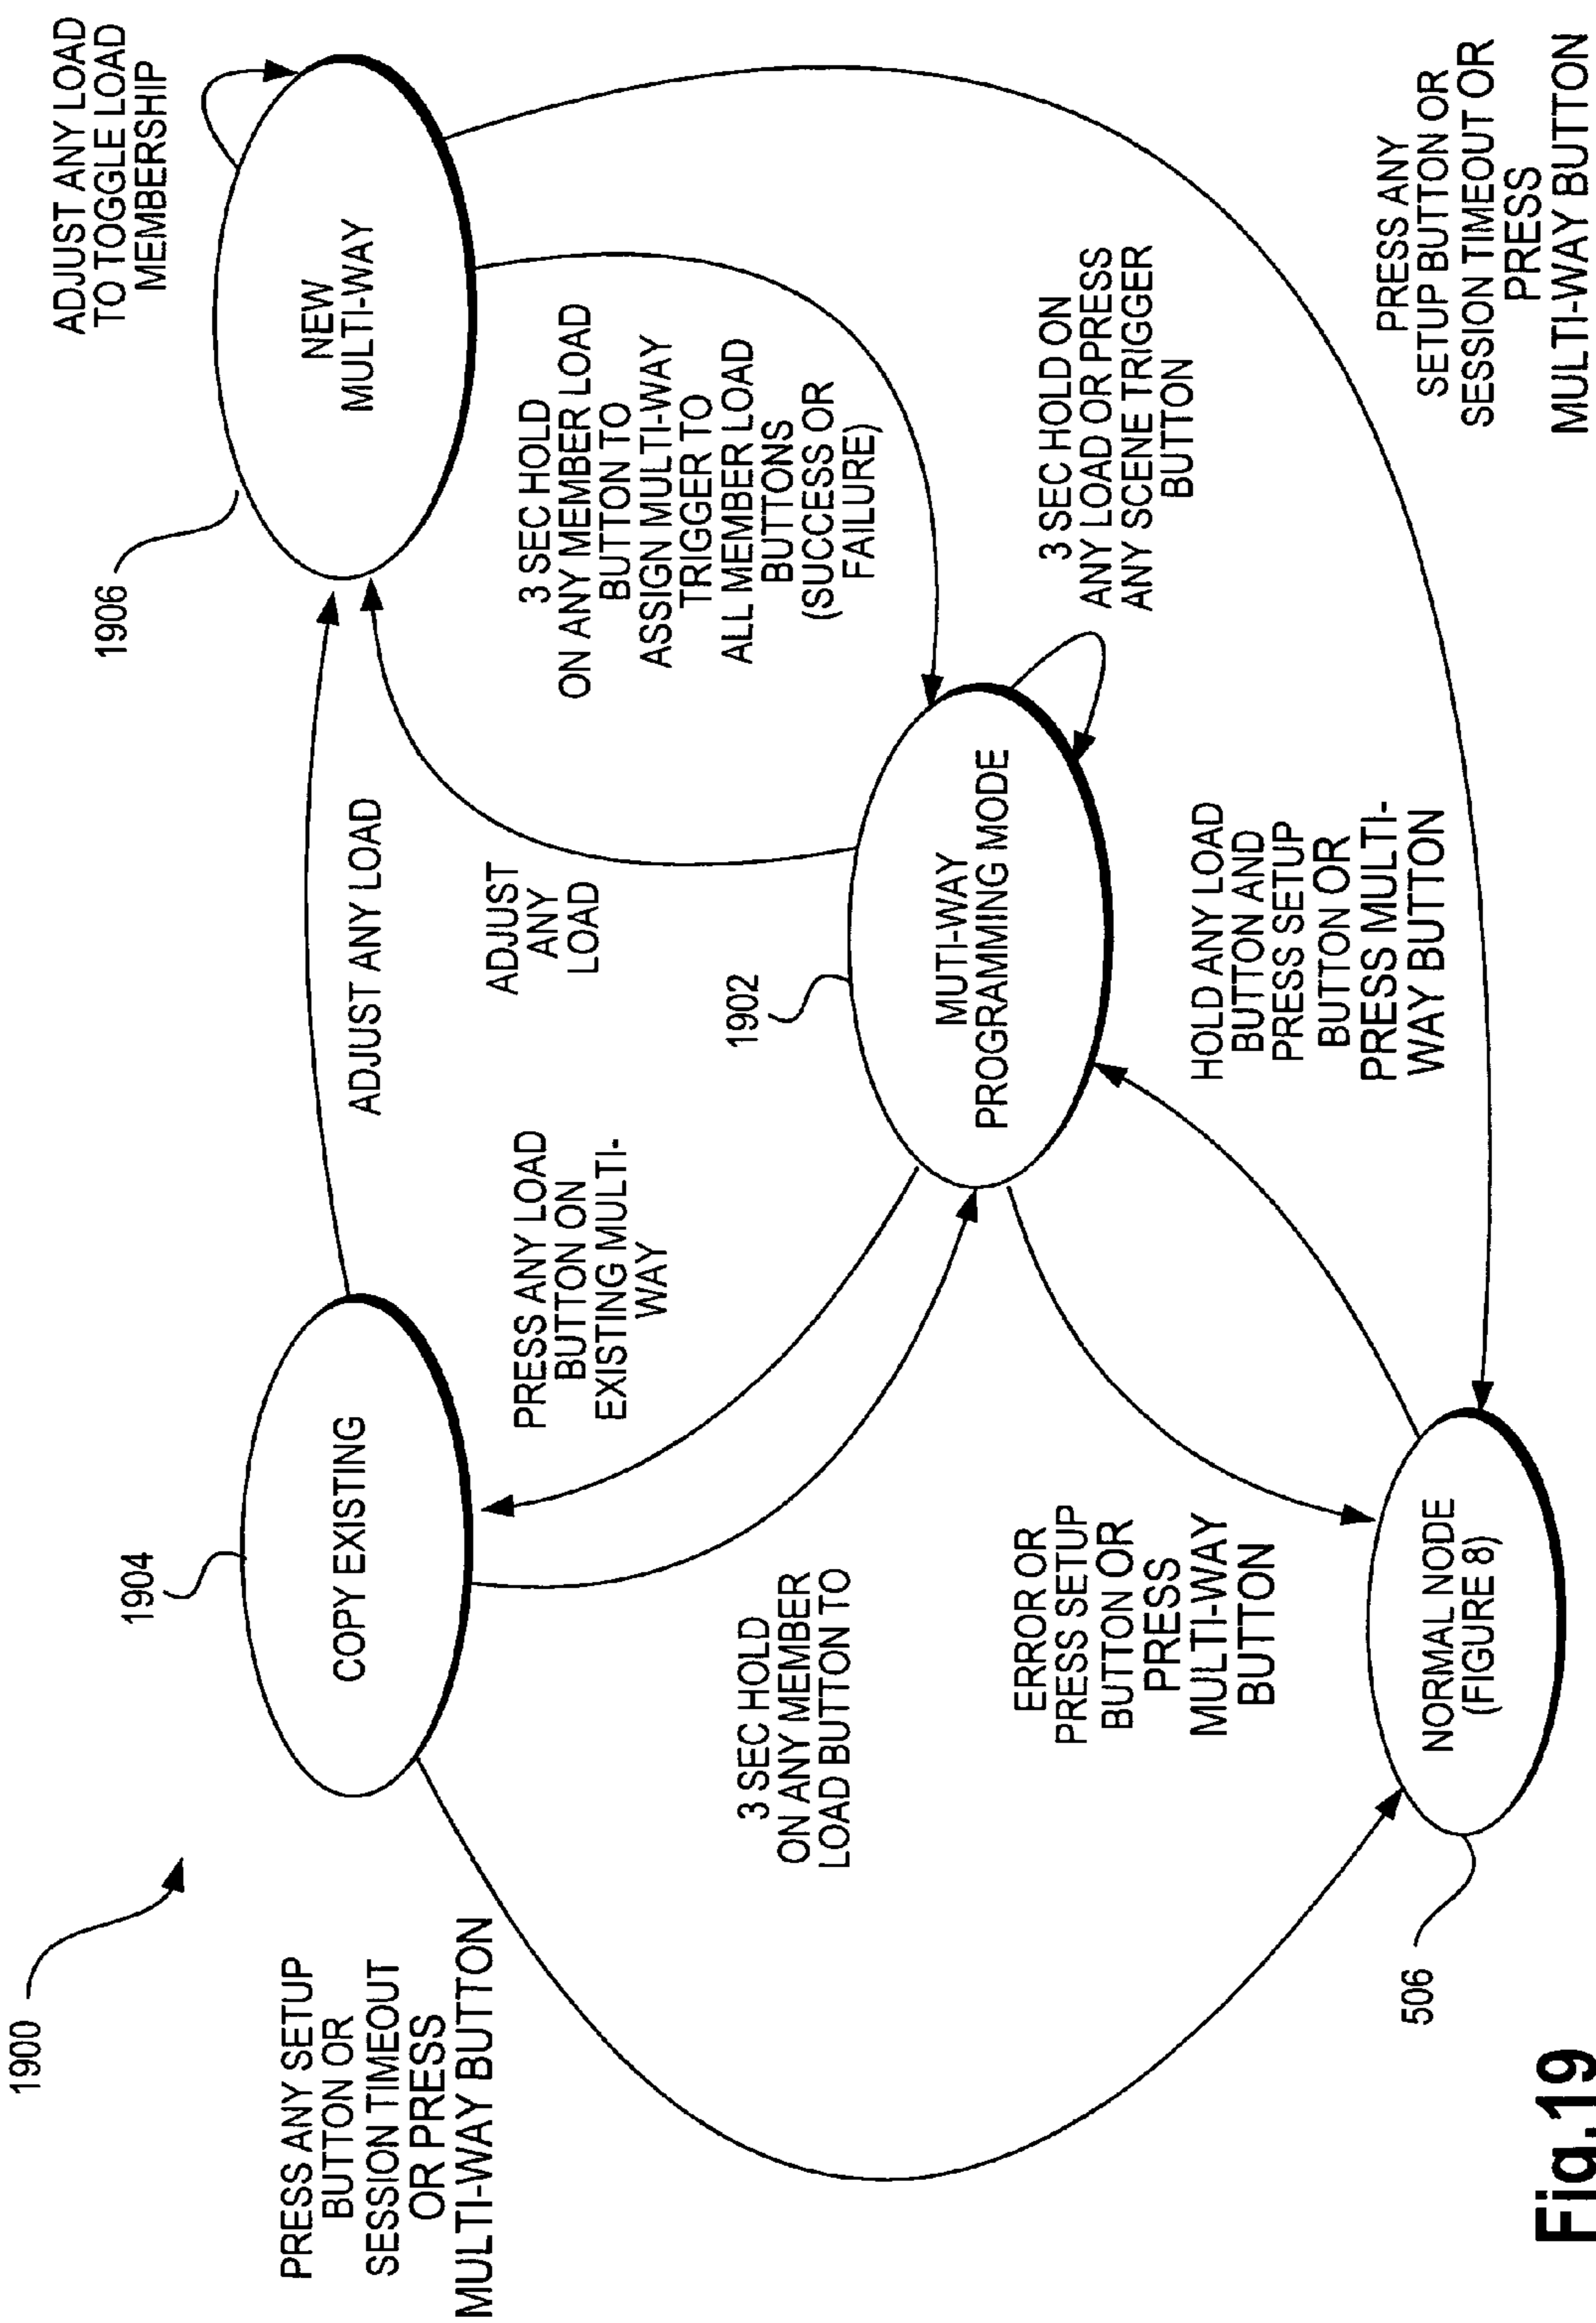 1900
PRESS ANY SETUP
BUTTON OR
SESSION TIMEOUT
OR PRESS
MULTI-WAY BUTTON
1904
COPY EXISTING
ADJUST ANY LOAD
1906
NEW
MULTI-WAY
ADJUST ANY LOAD
TO TOGGLE LOAD
MEMBERSHIP
PRESS ANY LOAD
BUTTON ON
EXISTING MULTI-
WAY
ADJUST
ANY
LOAD
3 SEC HOLD
ON ANY MEMBER LOAD
BUTTON TO
ASSIGN MULTI-WAY
TRIGGER TO
ALL MEMBER LOAD
BUTTONS
(SUCCESS OR
FAILURE)
3 SEC HOLD
ON ANY MEMBER
LOAD BUTTON TO
1902
MUTI-WAY
PROGRAMMING MODE
3 SEC HOLD ON
ANY LOAD OR PRESS
ANY SCENE TRIGGER
BUTTON
ERROR OR
PRESS SETUP
BUTTON OR
PRESS
MULTI-WAY
BUTTON
HOLD ANY LOAD
BUTTON AND
PRESS SETUP
BUTTON OR
PRESS MULTI-
WAY BUTTON
PRESS ANY
SETUP BUTTON OR
SESSION TIMEOUT OR
PRESS
MULTI-WAY BUTTON
506
NORMAL NODE
(FIGURE 8)
Fig.19